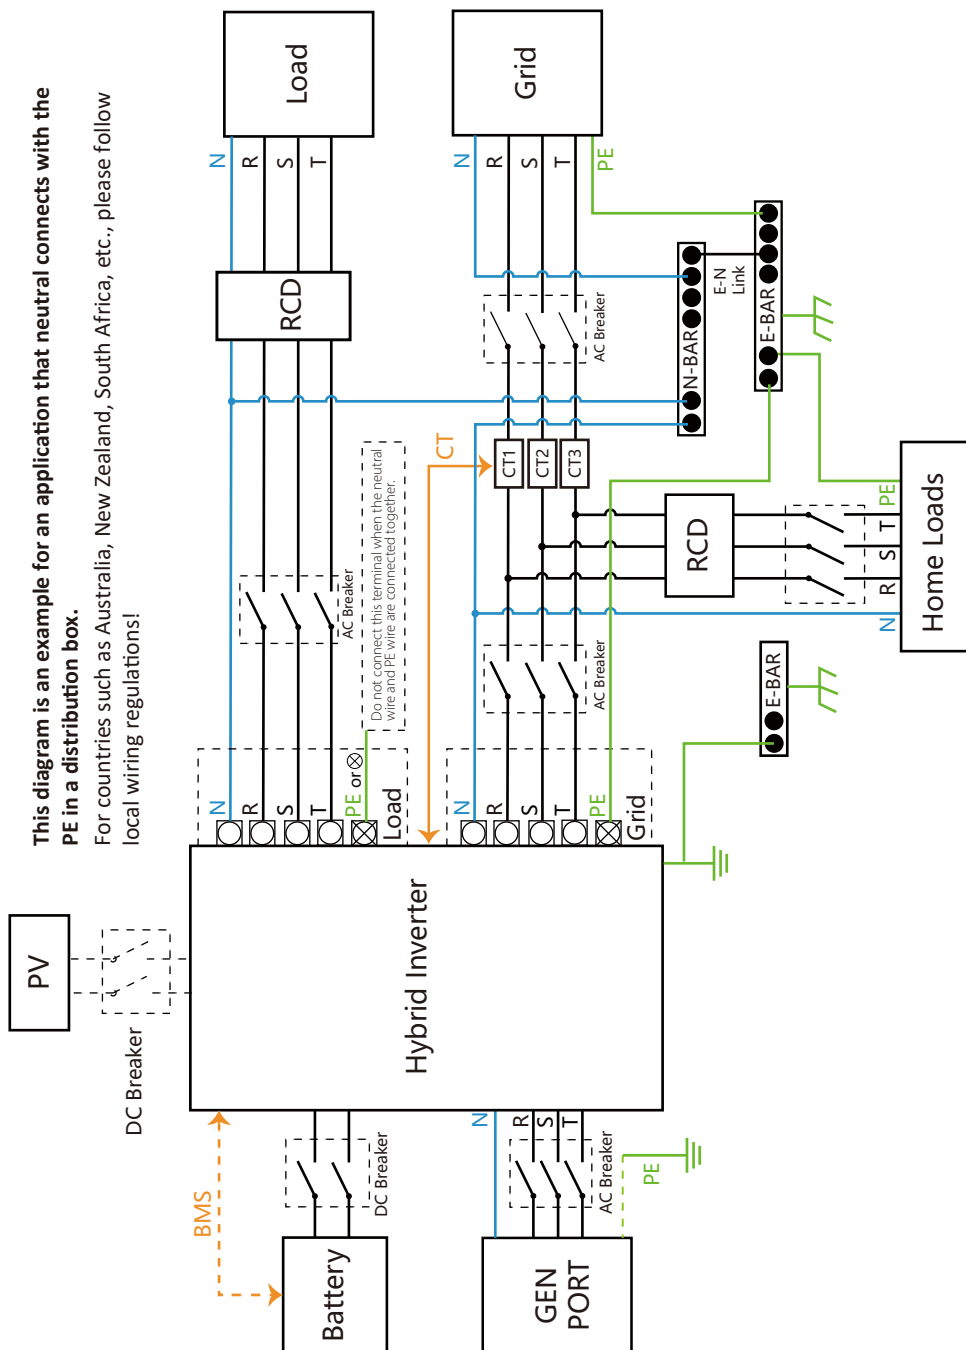 This diagram is an example for an application that neutral connects with the
PE in a distribution box.
For countries such as Australia, New Zealand, South Africa, etc., please follow
local wiring regulations!
PV
DC Breaker
BMS
Battery
DC Breaker
GEN
PORT
N
R
S
T
AC Breaker
PE
Hybrid Inverter
N
R
S
T
PE or
Load
AC Breaker
Do not connect this terminal when the neutral
wire and PE wire are connected together.
RCD
N
R
S
T
Load
CT
N
R
S
T
PE
Grid
AC Breaker
CT1
CT2
CT3
AC Breaker
N
R
S
T
PE
Grid
N-BAR
E-N
Link
E-BAR
RCD
N
R
S
T
PE
Home Loads
E-BAR